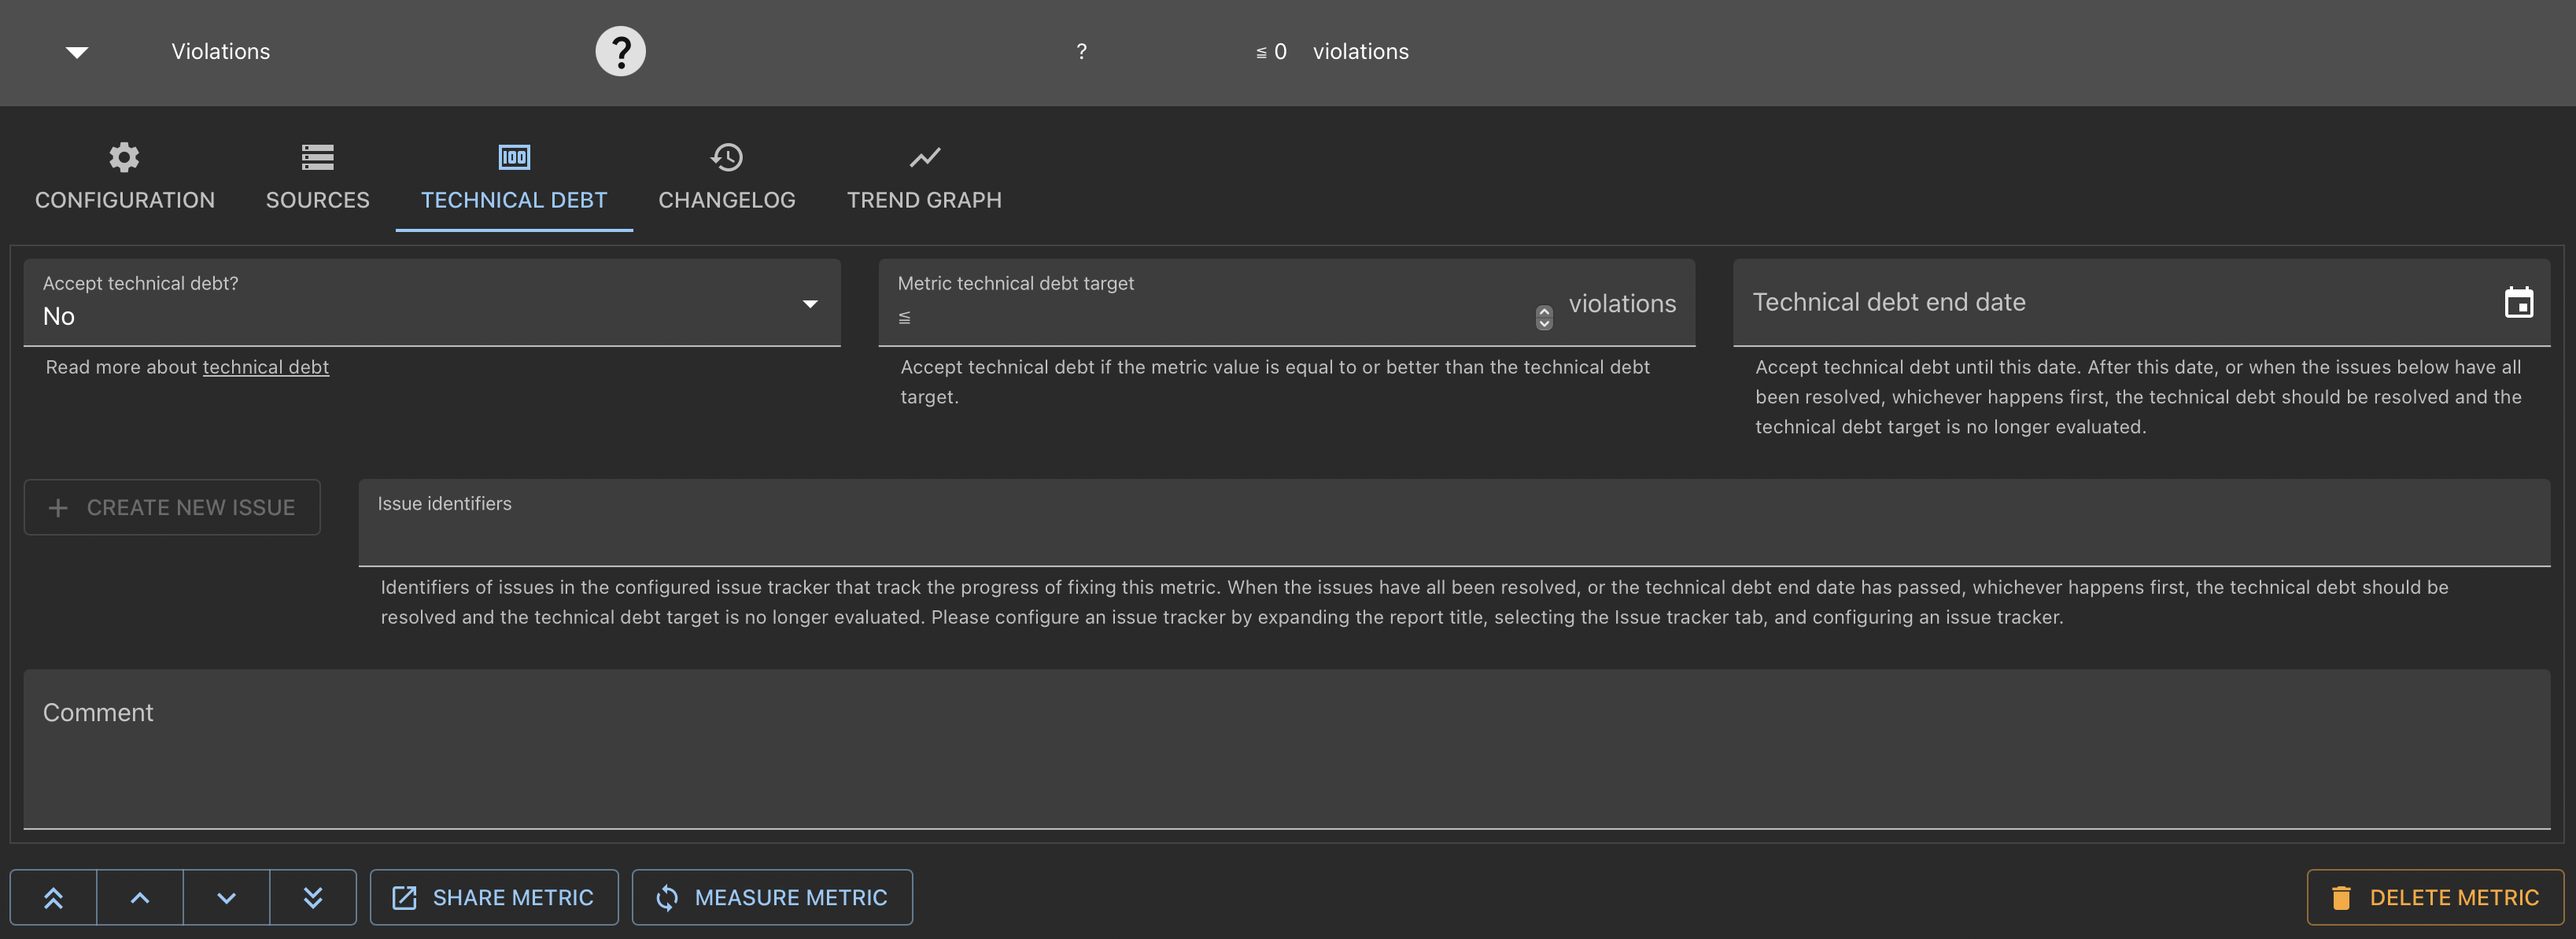 Violations ? ? ≦ 0 violations
CONFIGURATION SOURCES TECHNICAL DEBT CHANGELOG TREND GRAPH
Accept technical debt?
No
Read more about technical debt
Metric technical debt target
≦ violations
Accept technical debt if the metric value is equal to or better than the technical debt
target.
Technical debt end date
Accept technical debt until this date. After this date, or when the issues below have all
been resolved, whichever happens first, the technical debt should be resolved and the
technical debt target is no longer evaluated.
+ CREATE NEW ISSUE
Issue identifiers
Identifiers of issues in the configured issue tracker that track the progress of fixing this metric. When the issues have all been resolved, or the technical debt end date has passed, whichever happens first, the technical debt should be
resolved and the technical debt target is no longer evaluated. Please configure an issue tracker by expanding the report title, selecting the Issue tracker tab, and configuring an issue tracker.
Comment
SHARE METRIC MEASURE METRIC DELETE METRIC